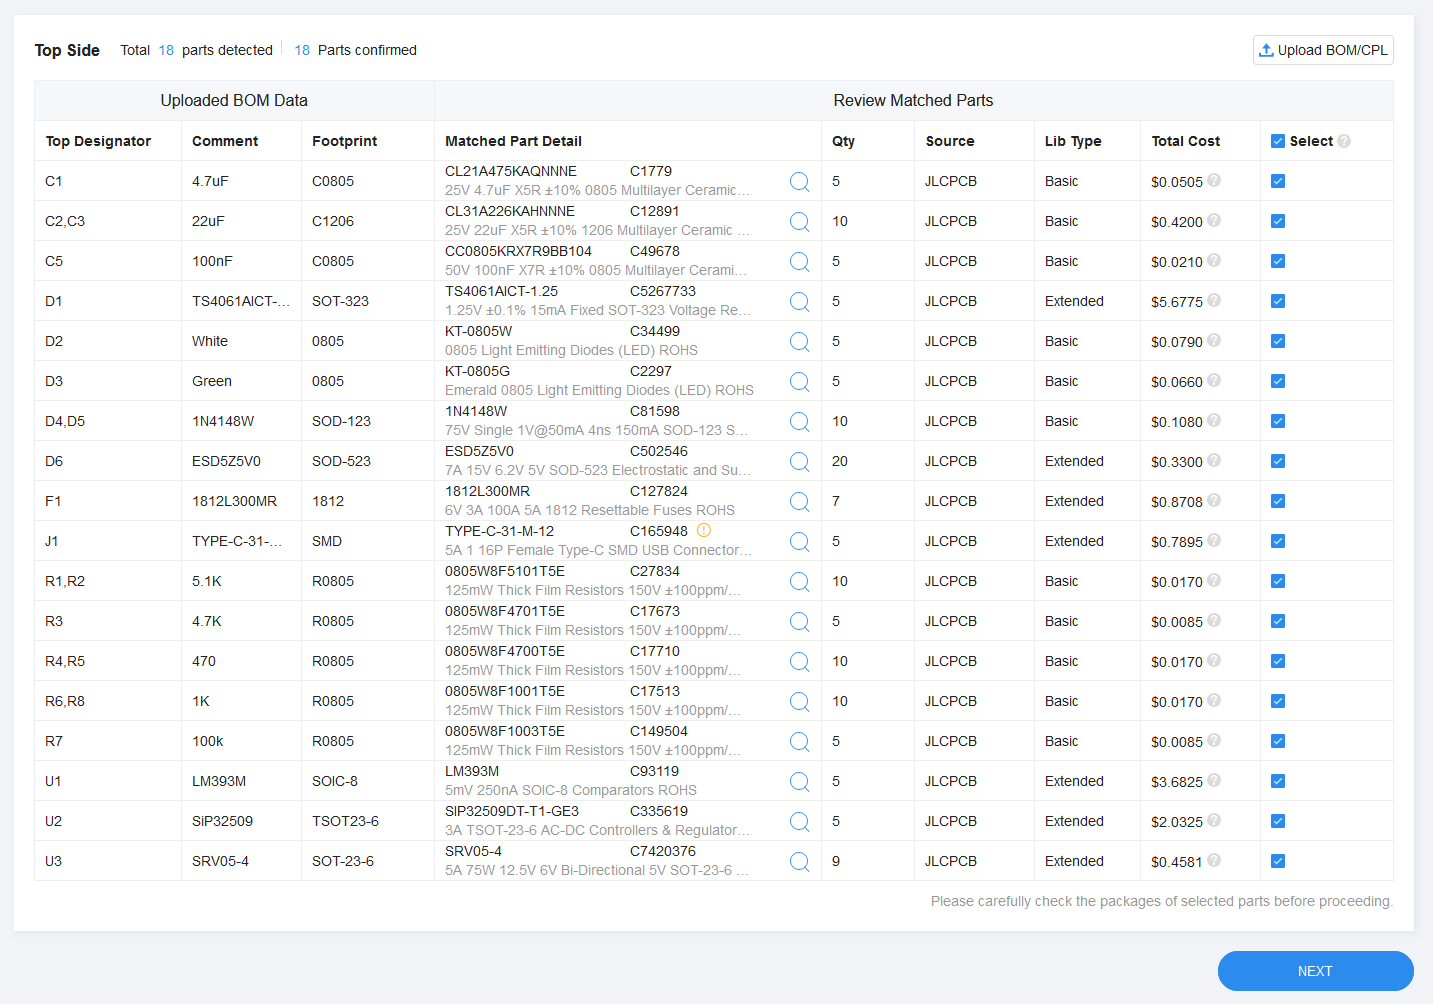 Top Side Total 18 parts detected 18 Parts confirmed Upload BOM/CPL
Uploaded BOM Data Review Matched Parts
Top Designator Comment Footprint Matched Part Detail Qty Source Lib Type Total Cost Select
C1 4.7uF C0805 CL21A475KAQNNNE C1779 5 JLCPCB Basic $0.0505
25V 4.7uF X5R ±10% 0805 Multilayer Ceramic...
C2,C3 22uF C1206 CL31A226KAHNNNE C12891 10 JLCPCB Basic $0.4200
25V 22uF X5R ±10% 1206 Multilayer Ceramic ...
C5 100nF C0805 CC0805KRX7R9BB104 C49678 5 JLCPCB Basic $0.0210
50V 100nF X7R ±10% 0805 Multilayer Cerami...
D1 TS4061AICT-... SOT-323 TS4061AICT-1.25 C5267733 5 JLCPCB Extended $5.6775
1.25V ±0.1% 15mA Fixed SOT-323 Voltage Re...
D2 White 0805 KT-0805W C34499 5 JLCPCB Basic $0.0790
0805 Light Emitting Diodes (LED) ROHS
D3 Green 0805 KT-0805G C2297 5 JLCPCB Basic $0.0660
Emerald 0805 Light Emitting Diodes (LED) ROHS
D4,D5 1N4148W SOD-123 1N4148W C81598 10 JLCPCB Basic $0.1080
75V Single 1V@50mA 4ns 150mA SOD-123 S...
D6 ESD5Z5V0 SOD-523 ESD5Z5V0 C502546 20 JLCPCB Extended $0.3300
7A 15V 6.2V 5V SOD-523 Electrostatic and Su...
F1 1812L300MR 1812 1812L300MR C127824 7 JLCPCB Extended $0.8708
6V 3A 100A 5A 1812 Resettable Fuses ROHS
J1 TYPE-C-31-... SMD TYPE-C-31-M-12 C165948 5 JLCPCB Extended $0.7895
5A 1 16P Female Type-C SMD USB Connector...
R1,R2 5.1K R0805 0805W8F5101T5E C27834 10 JLCPCB Basic $0.0170
125mW Thick Film Resistors 150V ±100ppm/...
R3 4.7K R0805 0805W8F4701T5E C17673 5 JLCPCB Basic $0.0085
125mW Thick Film Resistors 150V ±100ppm/...
R4,R5 470 R0805 0805W8F4700T5E C17710 10 JLCPCB Basic $0.0170
125mW Thick Film Resistors 150V ±100ppm/...
R6,R8 1K R0805 0805W8F1001T5E C17513 10 JLCPCB Basic $0.0170
125mW Thick Film Resistors 150V ±100ppm/...
R7 100k R0805 0805W8F1003T5E C149504 5 JLCPCB Basic $0.0085
125mW Thick Film Resistors 150V ±100ppm/...
U1 LM393M SOIC-8 LM393M C93119 5 JLCPCB Extended $3.6825
5mV 250nA SOIC-8 Comparators ROHS
U2 SiP32509 TSOT23-6 SIP32509DT-T1-GE3 C335619 5 JLCPCB Extended $2.0325
3A TSOT-23-6 AC-DC Controllers & Regulator...
U3 SRV05-4 SOT-23-6 SRV05-4 C7420376 9 JLCPCB Extended $0.4581
5A 75W 12.5V 6V Bi-Directional 5V SOT-23-6 ...
Please carefully check the packages of selected parts before proceeding.
NEXT